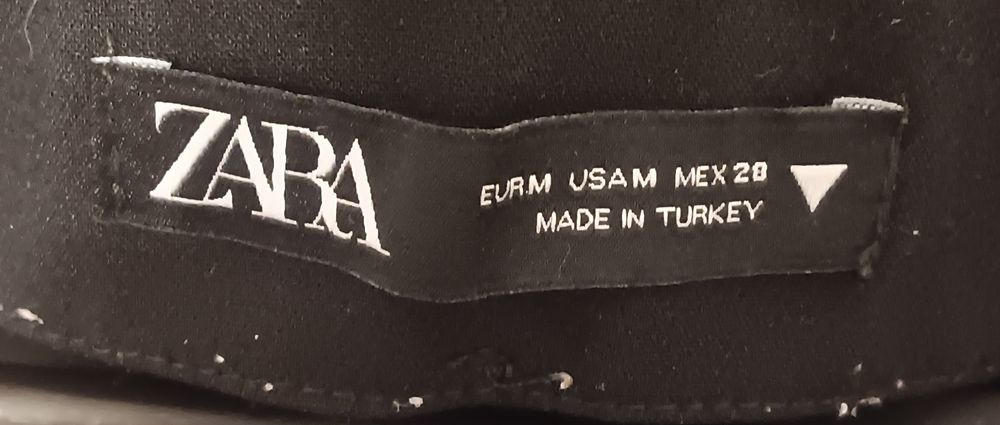 ZARA
EUR.M USA M MEX 28
MADE IN TURKEY